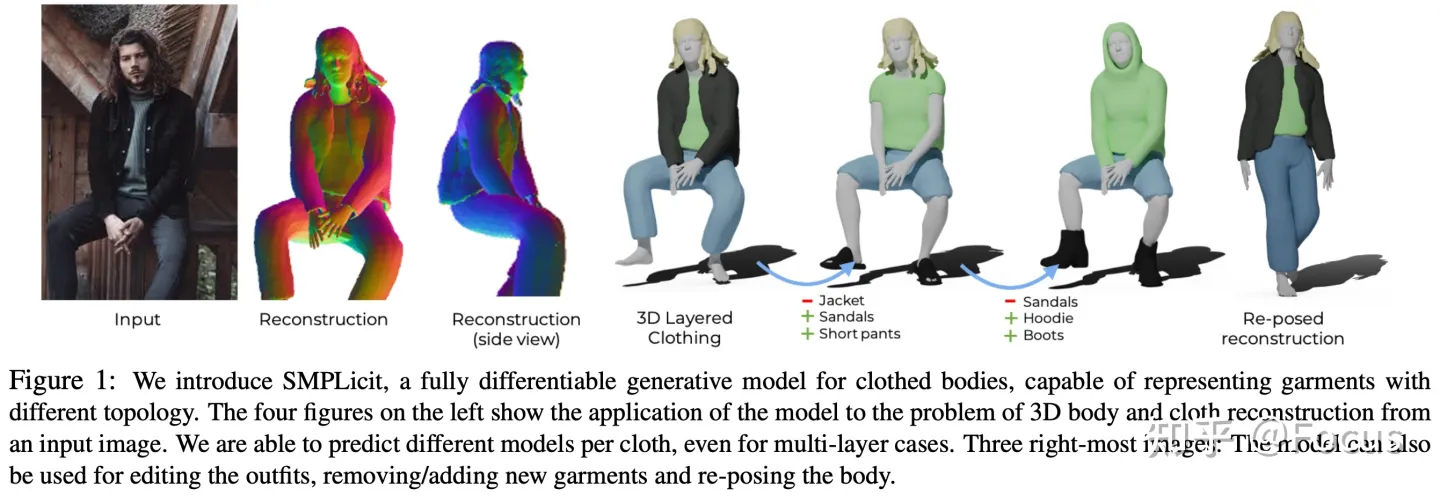 Input
Reconstruction
Reconstruction
(side view)
3D Layered
Clothing
− Jacket
+ Sandals
+ Short pants
− Sandals
+ Hoodie
+ Boots
Re-posed
reconstruction
Figure 1: We introduce SMPLicit, a fully differentiable generative model for clothed bodies, capable of representing garments with
different topology. The four figures on the left show the application of the model to the problem of 3D body and cloth reconstruction from
an input image. We are able to predict different models per cloth, even for multi-layer cases. Three right-most images: The model can also
be used for editing the outfits, removing/adding new garments and re-posing the body.
知乎 @Focus